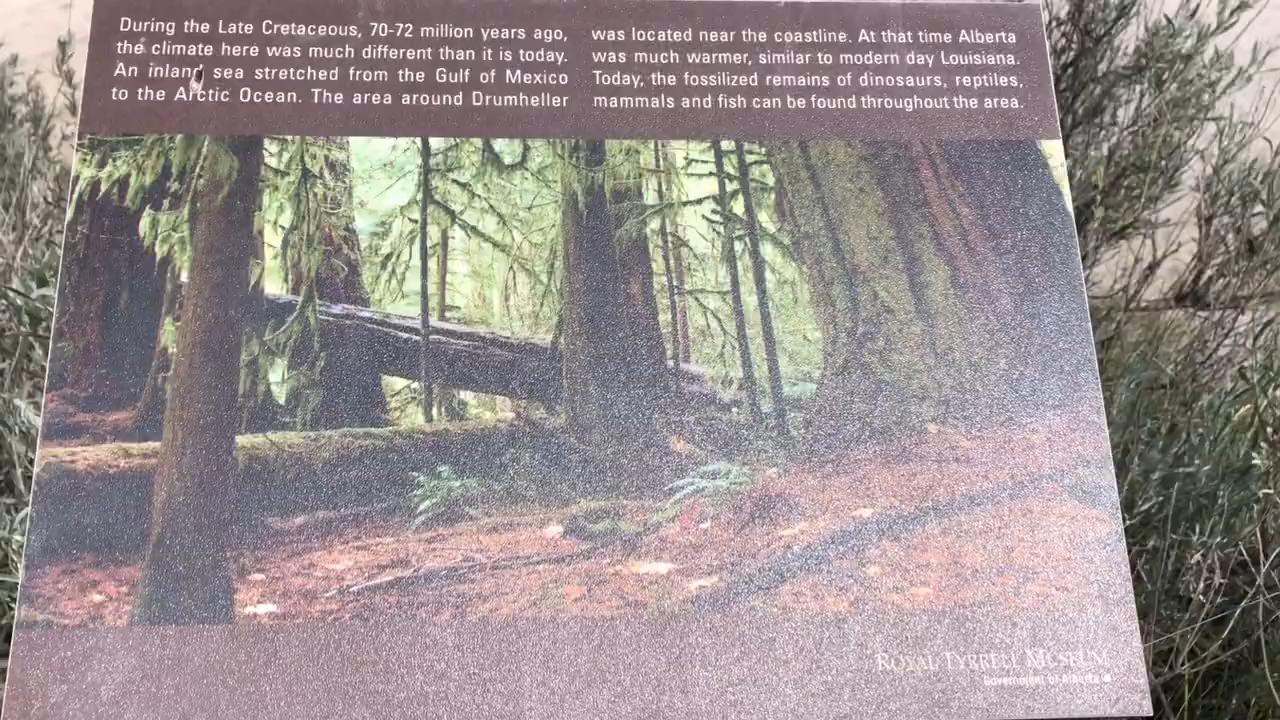 During the Late Cretaceous, 70-72 million years ago,
the climate here was much different than it is today.
An inland sea stretched from the Gulf of Mexico
to the Arctic Ocean. The area around Drumheller
was located near the coastline. At that time Alberta
was much warmer, similar to modern day Louisiana.
Today, the fossilized remains of dinosaurs, reptiles,
mammals and fish can be found throughout the area.
ROYAL TYRRELL MUSEUM
Government of Alberta